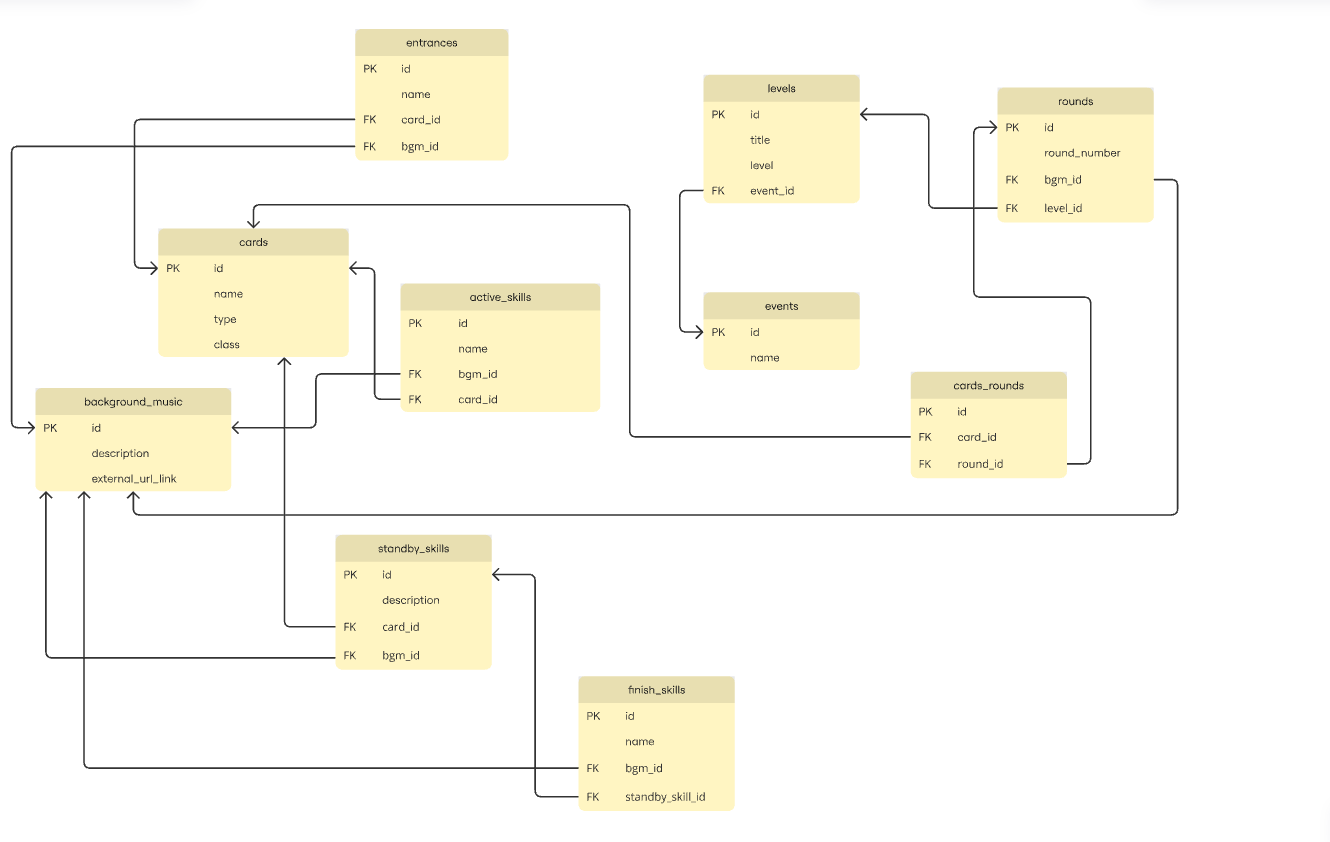 entrances
PK id
name
FK card_id
FK bgm_id
levels
PK id
title
level
FK event_id
rounds
PK id
round_number
FK bgm_id
FK level_id
cards
PK id
name
type
class
active_skills
PK id
name
FK bgm_id
FK card_id
events
PK id
name
cards_rounds
PK id
FK card_id
FK round_id
background_music
PK id
description
external_url_link
standby_skills
PK id
description
FK card_id
FK bgm_id
finish_skills
PK id
name
FK bgm_id
FK standby_skill_id